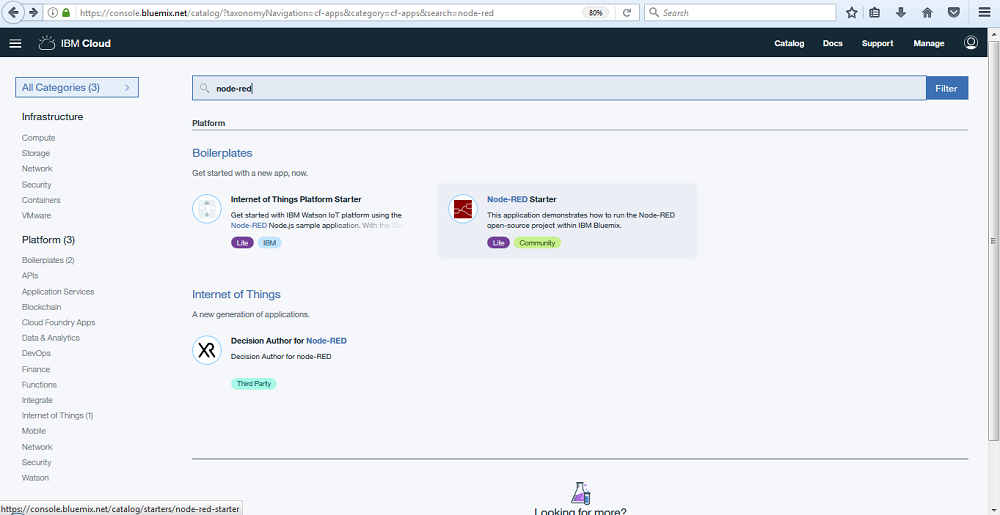 https://console.bluemix.net/catalog/?taxonomyNavigation=cf-apps&category=cf-apps&search=node-red
80%
Search
IBM Cloud
Catalog Docs Support Manage
All Categories (3)
node-red
Filter
Infrastructure
Compute
Storage
Network
Security
Containers
VMware
Platform (3)
Boilerplates (2)
APIs
Application Services
Blockchain
Cloud Foundry Apps
Data & Analytics
DevOps
Finance
Functions
Integrate
Internet of Things (1)
Mobile
Network
Security
Watson
Platform
Boilerplates
Get started with a new app, now.
Internet of Things Platform Starter
Get started with IBM Watson IoT platform using the
Node-RED Node.js sample application. With the Sta
Lite IBM
Node-RED Starter
This application demonstrates how to run the Node-RED
open-source project within IBM Bluemix.
Lite Community
Internet of Things
A new generation of applications.
XR
Decision Author for Node-RED
Decision Author for node-RED
Third Party
Looking for more?
https://console.bluemix.net/catalog/starters/node-red-starter